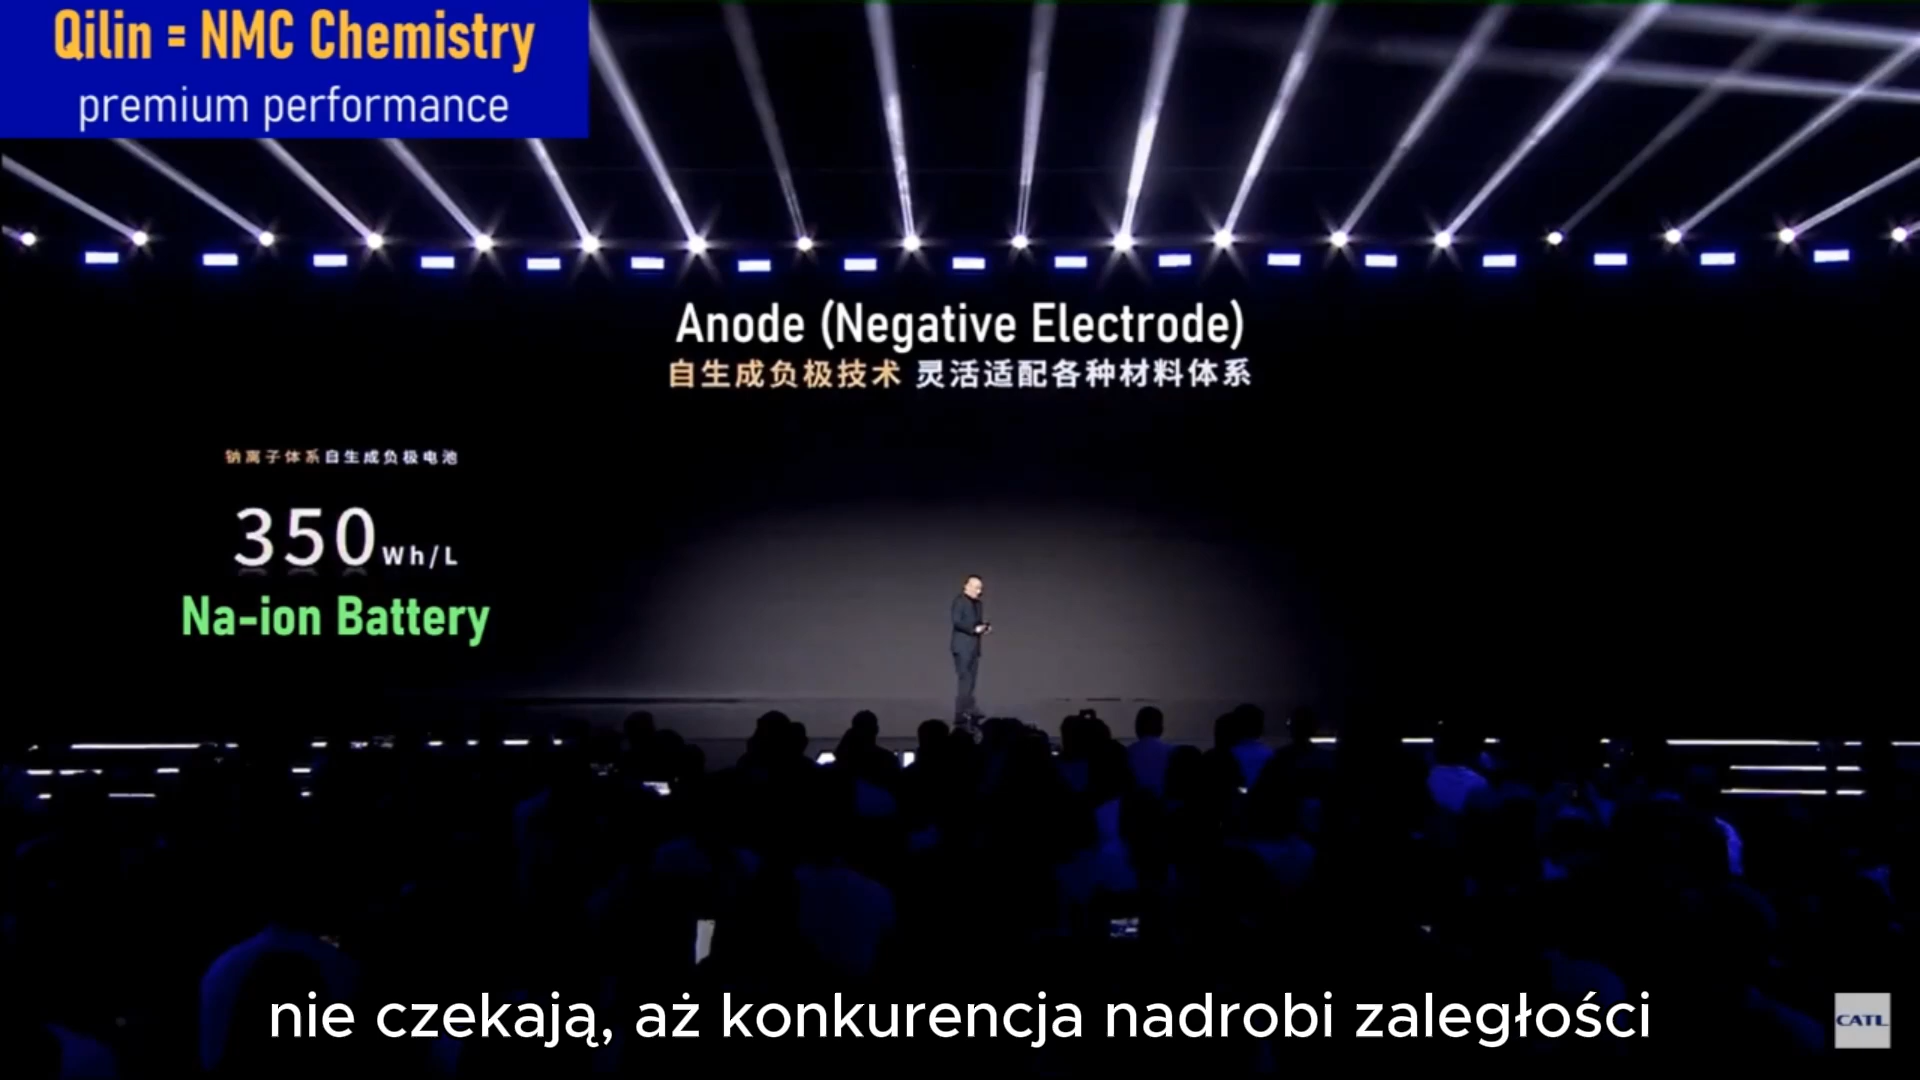 Qilin = NMC Chemistry
premium performance
Anode (Negative Electrode)
自生成负极技术 灵活适配各种材料体系
钠离子体系自生成负极电池
350 Wh/L
Na-ion Battery
nie czekają, aż konkurencja nadrobi zaległości
CATL